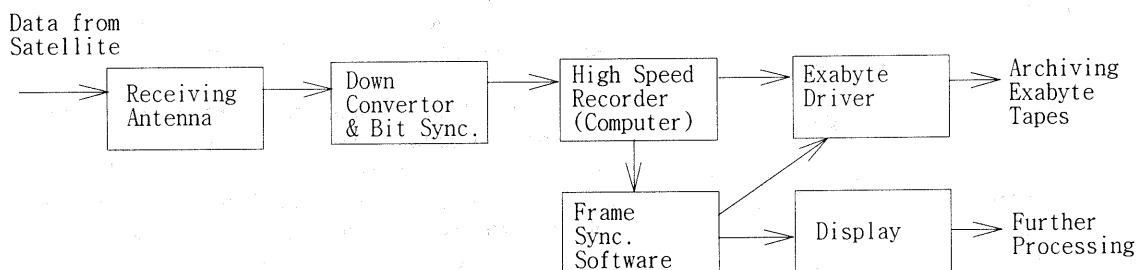 Data from
Satellite
Receiving
Antenna
Down
Convertor
& Bit Sync.
High Speed
Recorder
(Computer)
Exabyte
Driver
Archiving
Exabyte
Tapes
Frame
Sync.
Software
Display
Further
Processing